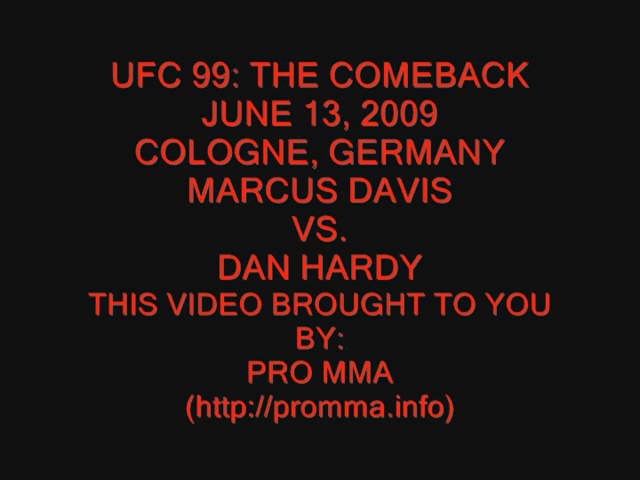 UFC 99: THE COMEBACK
JUNE 13, 2009
COLOGNE, GERMANY
MARCUS DAVIS
VS.
DAN HARDY
THIS VIDEO BROUGHT TO YOU
BY:
PRO MMA
(http://promma.info)